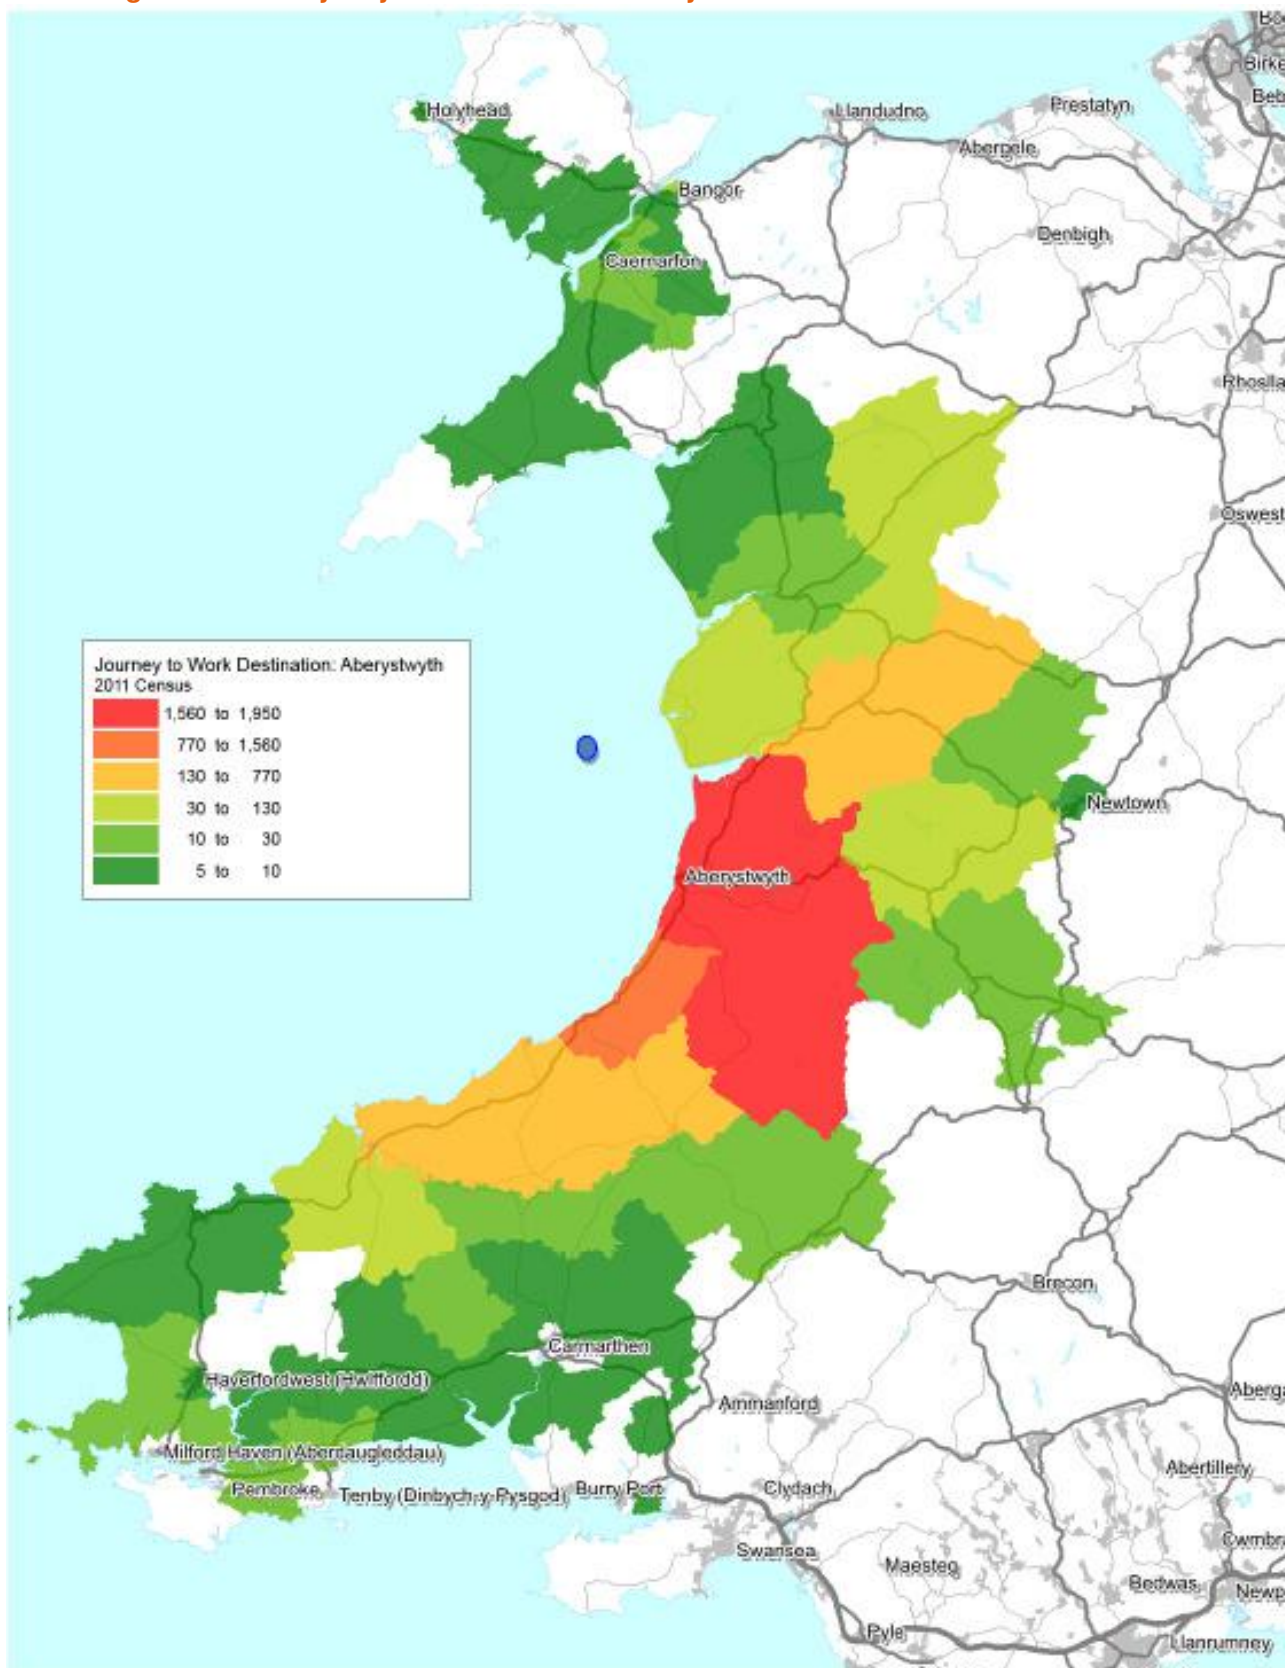 Holyhead
Llandudno
Prestatyn
Abergele
Bangor
Denbigh
Caernarfon
Journey to Work Destination: Aberystwyth
2011 Census
1,560 to 1,950
770 to 1,560
130 to 770
30 to 130
10 to 30
5 to 10
Newtown
Aberystwyth
Brecon
Carmarthen
Haverfordwest (Hwlffordd)
Ammanford
Milford Haven (Aberdaugleddau)
Abertillery
Pembroke
Tenby (Dinbych-y-Pysgod)
Burry Port
Clydach
Swansea
Maesteg
Bedwas
Pyle
Llanrumney